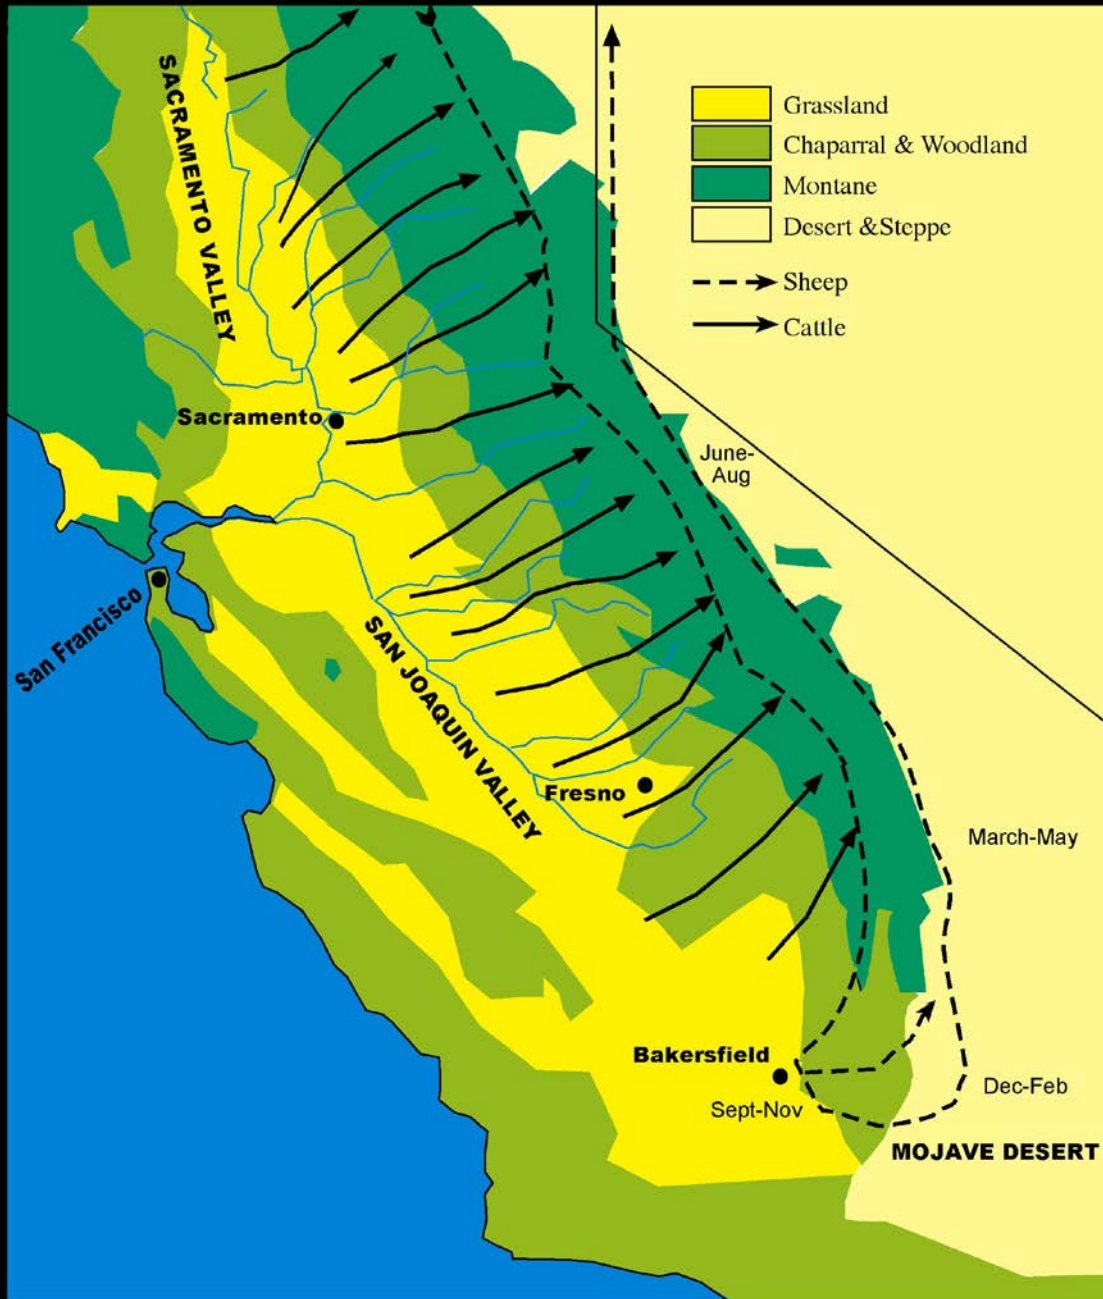 SACRAMENTO VALLEY
Grassland
Chaparral & Woodland
Montane
Desert &Steppe
Sheep
Cattle
Sacramento
June-
Aug
San Francisco
SAN JOAQUIN VALLEY
Fresno
March-May
Bakersfield
Sept-Nov
Dec-Feb
MOJAVE DESERT